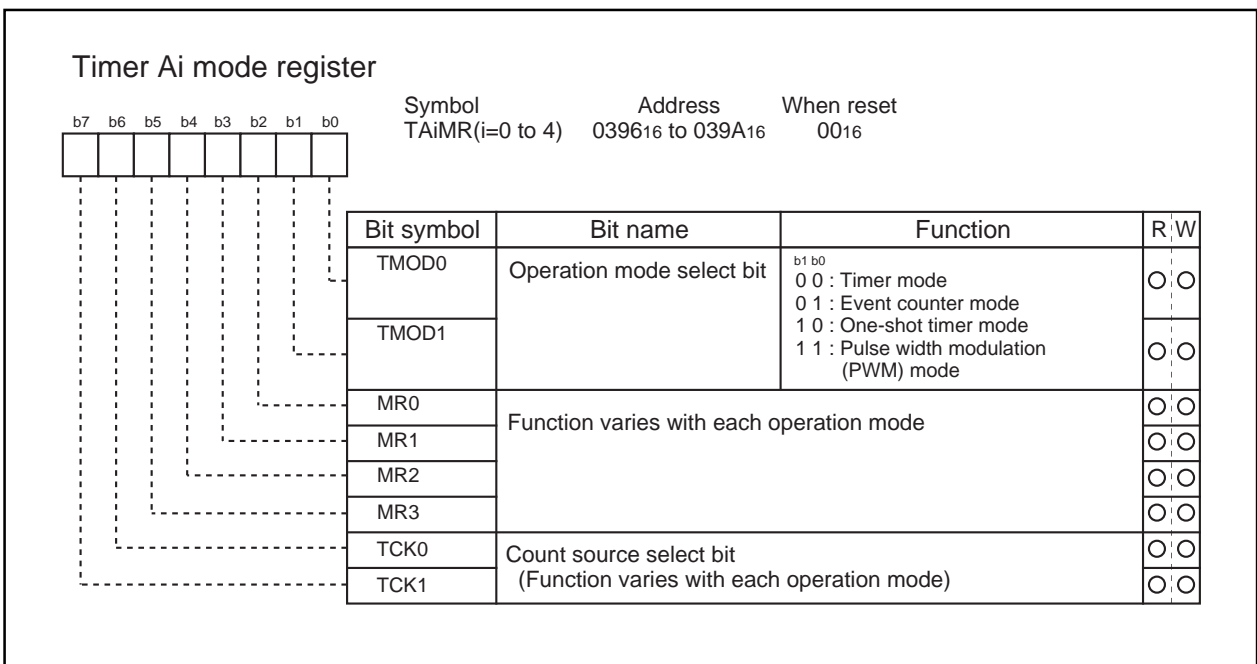 Timer Ai mode register
Symbol Address When reset
TAiMR(i=0 to 4) 039616 to 039A16 0016
b7 b6 b5 b4 b3 b2 b1 b0
Bit symbol Bit name Function R W
TMOD0 Operation mode select bit
b1 b0
0 0 : Timer mode
0 1 : Event counter mode
TMOD1 1 0 : One-shot timer mode
1 1 : Pulse width modulation
(PWM) mode
MR0 Function varies with each operation mode
MR1
MR2
MR3
TCK0 Count source select bit
TCK1 (Function varies with each operation mode)